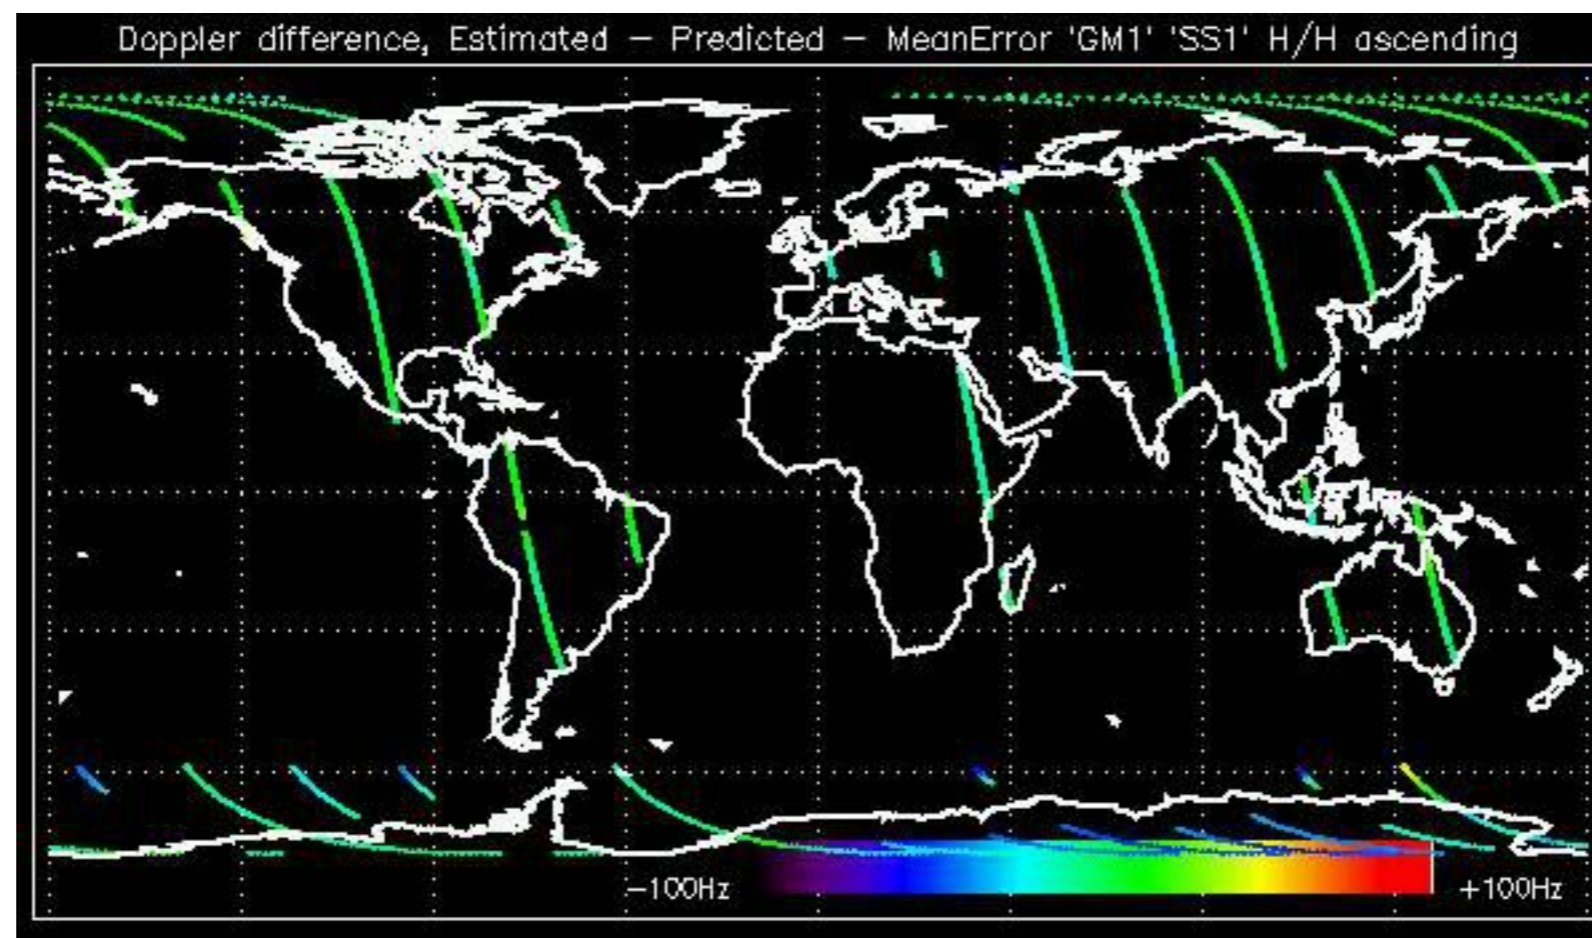 Doppler difference, Estimated — Predicted — MeanError 'GM1' 'SS1' H/H ascending
−100Hz
+100Hz